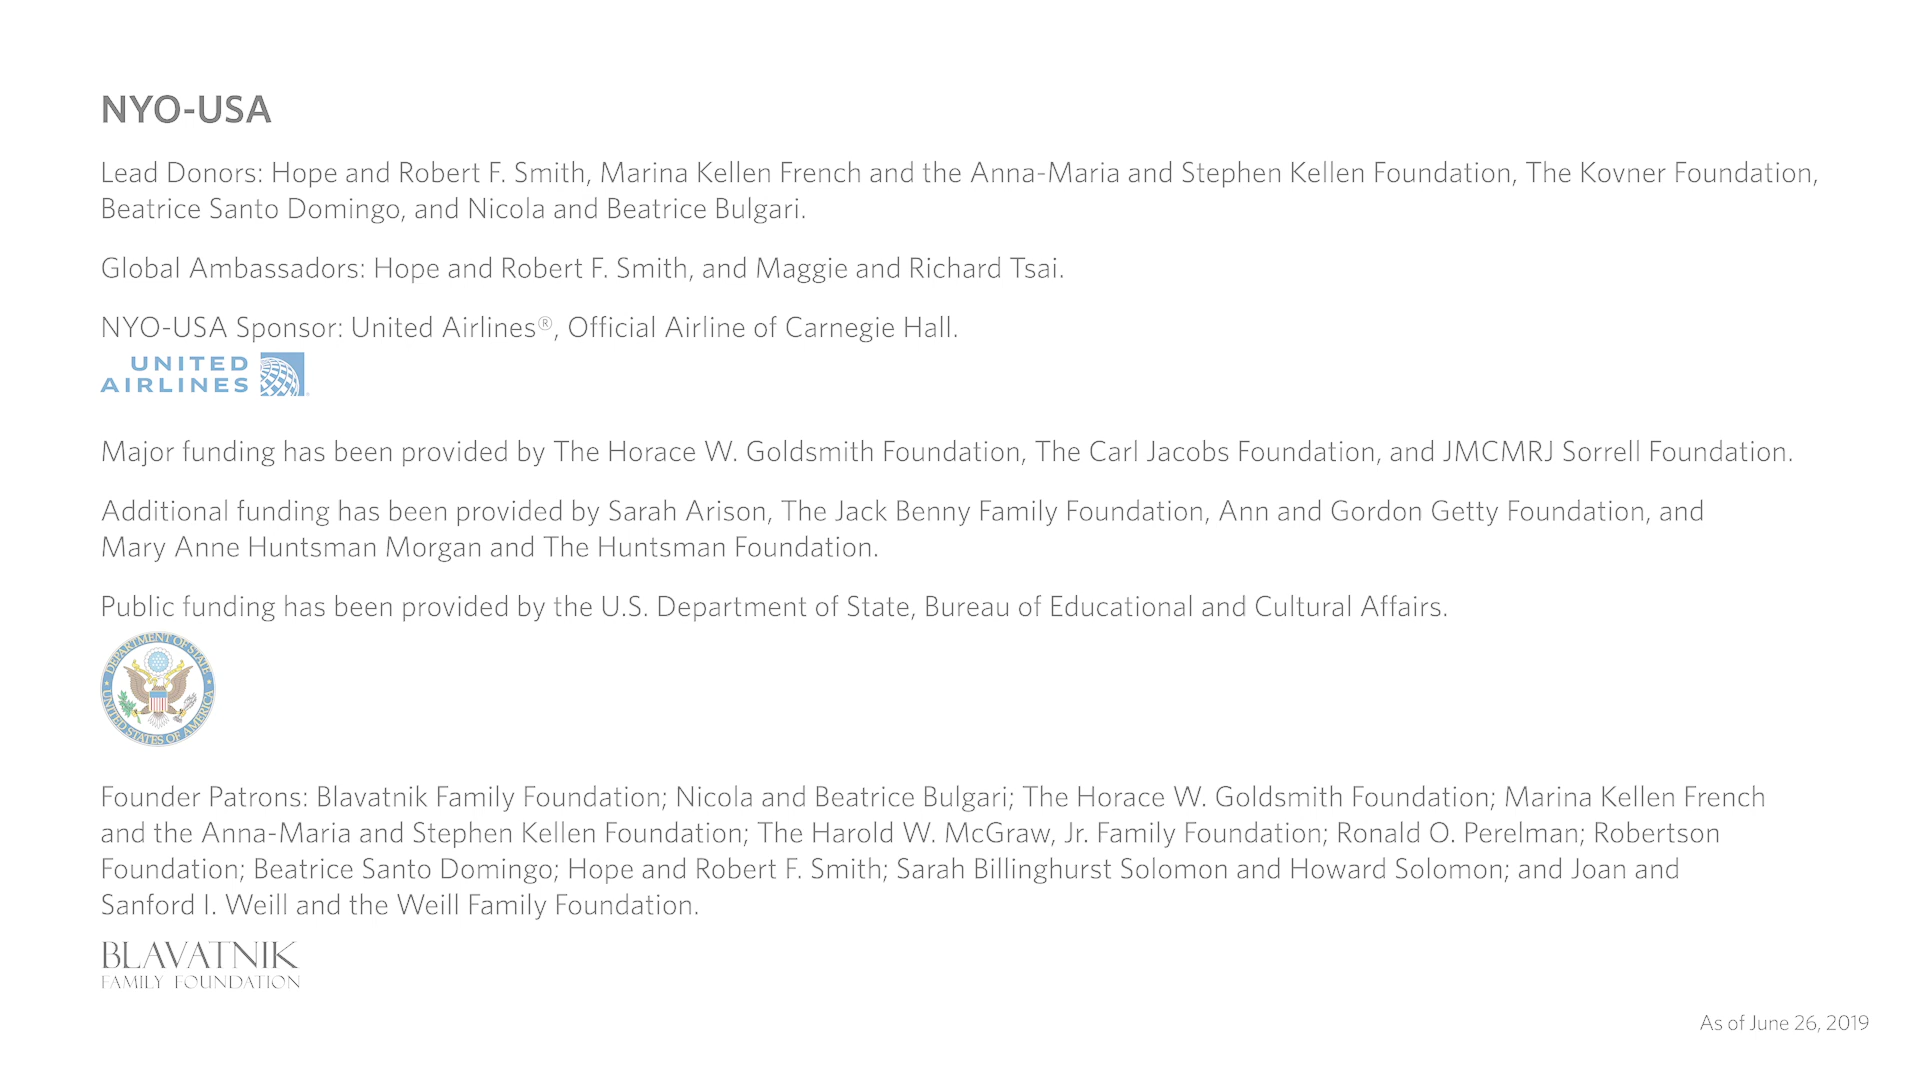 NYO-USA
Lead Donors: Hope and Robert F. Smith, Marina Kellen French and the Anna-Maria and Stephen Kellen Foundation, The Kovner Foundation,
Beatrice Santo Domingo, and Nicola and Beatrice Bulgari.
Global Ambassadors: Hope and Robert F. Smith, and Maggie and Richard Tsai.
NYO-USA Sponsor: United Airlines®, Official Airline of Carnegie Hall.
UNITED
AIRLINES
Major funding has been provided by The Horace W. Goldsmith Foundation, The Carl Jacobs Foundation, and JMCMRJ Sorrell Foundation.
Additional funding has been provided by Sarah Arison, The Jack Benny Family Foundation, Ann and Gordon Getty Foundation, and
Mary Anne Huntsman Morgan and The Huntsman Foundation.
Public funding has been provided by the U.S. Department of State, Bureau of Educational and Cultural Affairs.
DEPARTMENT OF STATE
UNITED STATES OF AMERICA
Founder Patrons: Blavatnik Family Foundation; Nicola and Beatrice Bulgari; The Horace W. Goldsmith Foundation; Marina Kellen French
and the Anna-Maria and Stephen Kellen Foundation; The Harold W. McGraw, Jr. Family Foundation; Ronald O. Perelman; Robertson
Foundation; Beatrice Santo Domingo; Hope and Robert F. Smith; Sarah Billinghurst Solomon and Howard Solomon; and Joan and
Sanford I. Weill and the Weill Family Foundation.
BLAVATNIK
FAMILY FOUNDATION
As of June 26, 2019